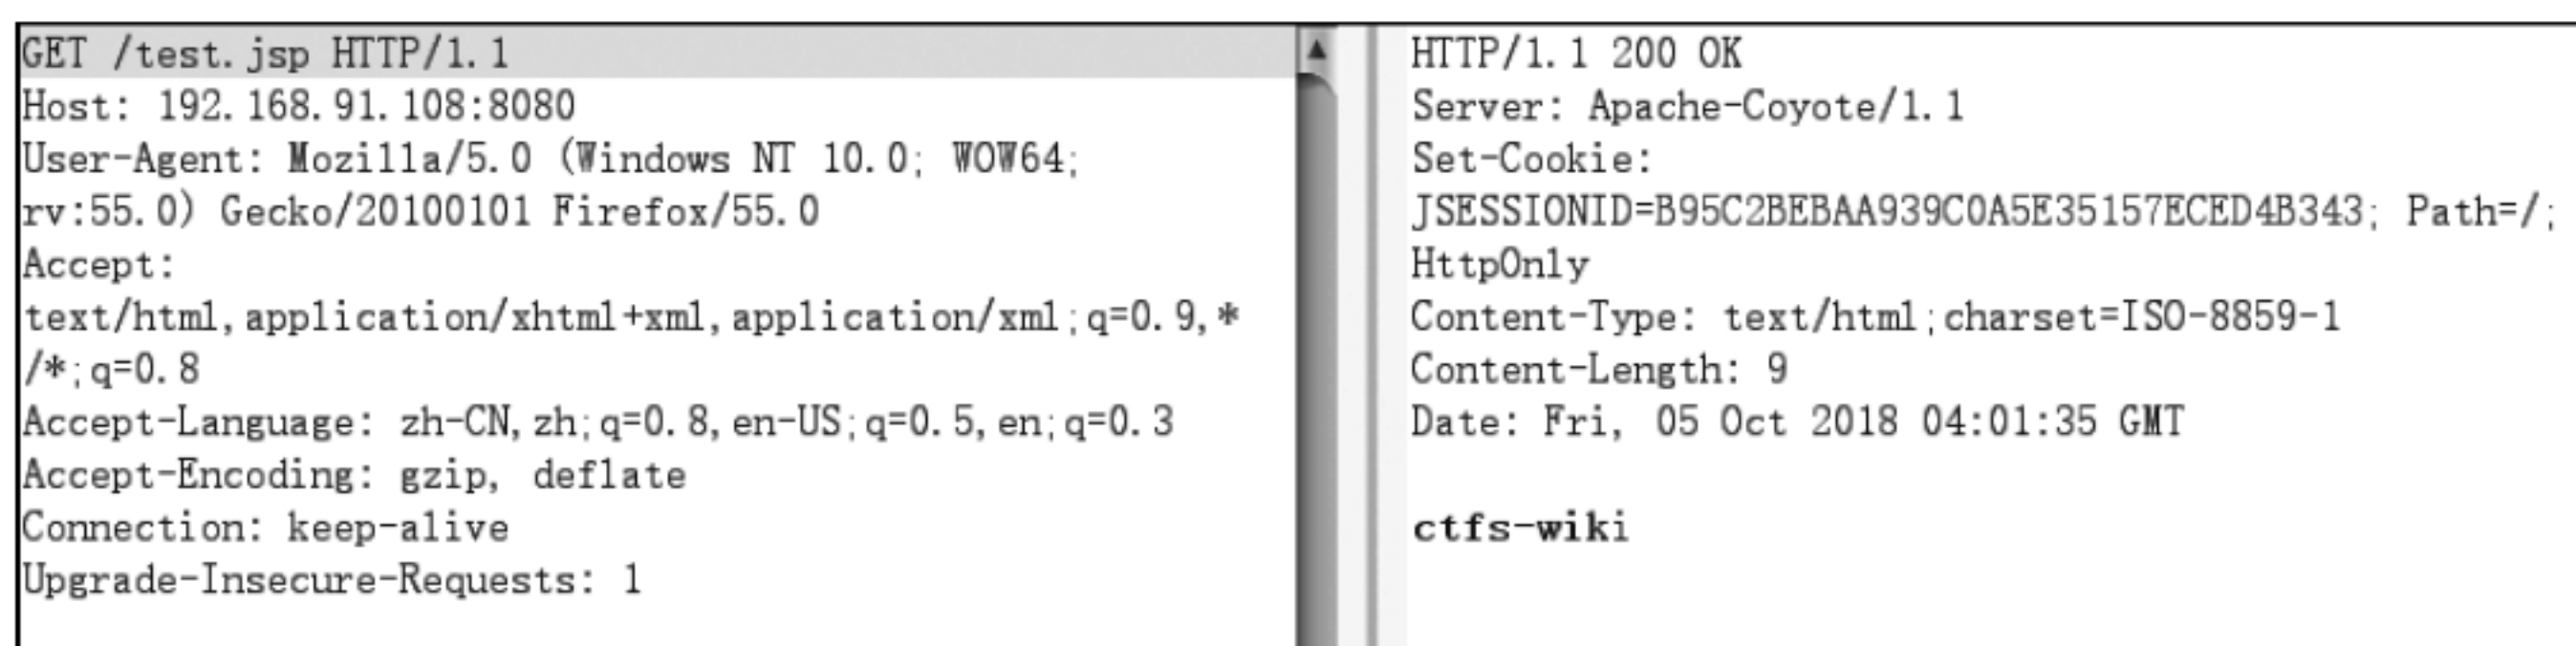 GET /test.jsp HTTP/1.1
Host: 192.168.91.108:8080
User-Agent: Mozilla/5.0 (Windows NT 10.0; WOW64;
rv:55.0) Gecko/20100101 Firefox/55.0
Accept:
text/html,application/xhtml+xml,application/xml;q=0.9,*
/*;q=0.8
Accept-Language: zh-CN,zh;q=0.8,en-US;q=0.5,en;q=0.3
Accept-Encoding: gzip, deflate
Connection: keep-alive
Upgrade-Insecure-Requests: 1
HTTP/1.1 200 OK
Server: Apache-Coyote/1.1
Set-Cookie:
JSESSIONID=B95C2BEBAA939C0A5E35157ECED4B343; Path=/;
HttpOnly
Content-Type: text/html;charset=ISO-8859-1
Content-Length: 9
Date: Fri, 05 Oct 2018 04:01:35 GMT
ctfs-wiki